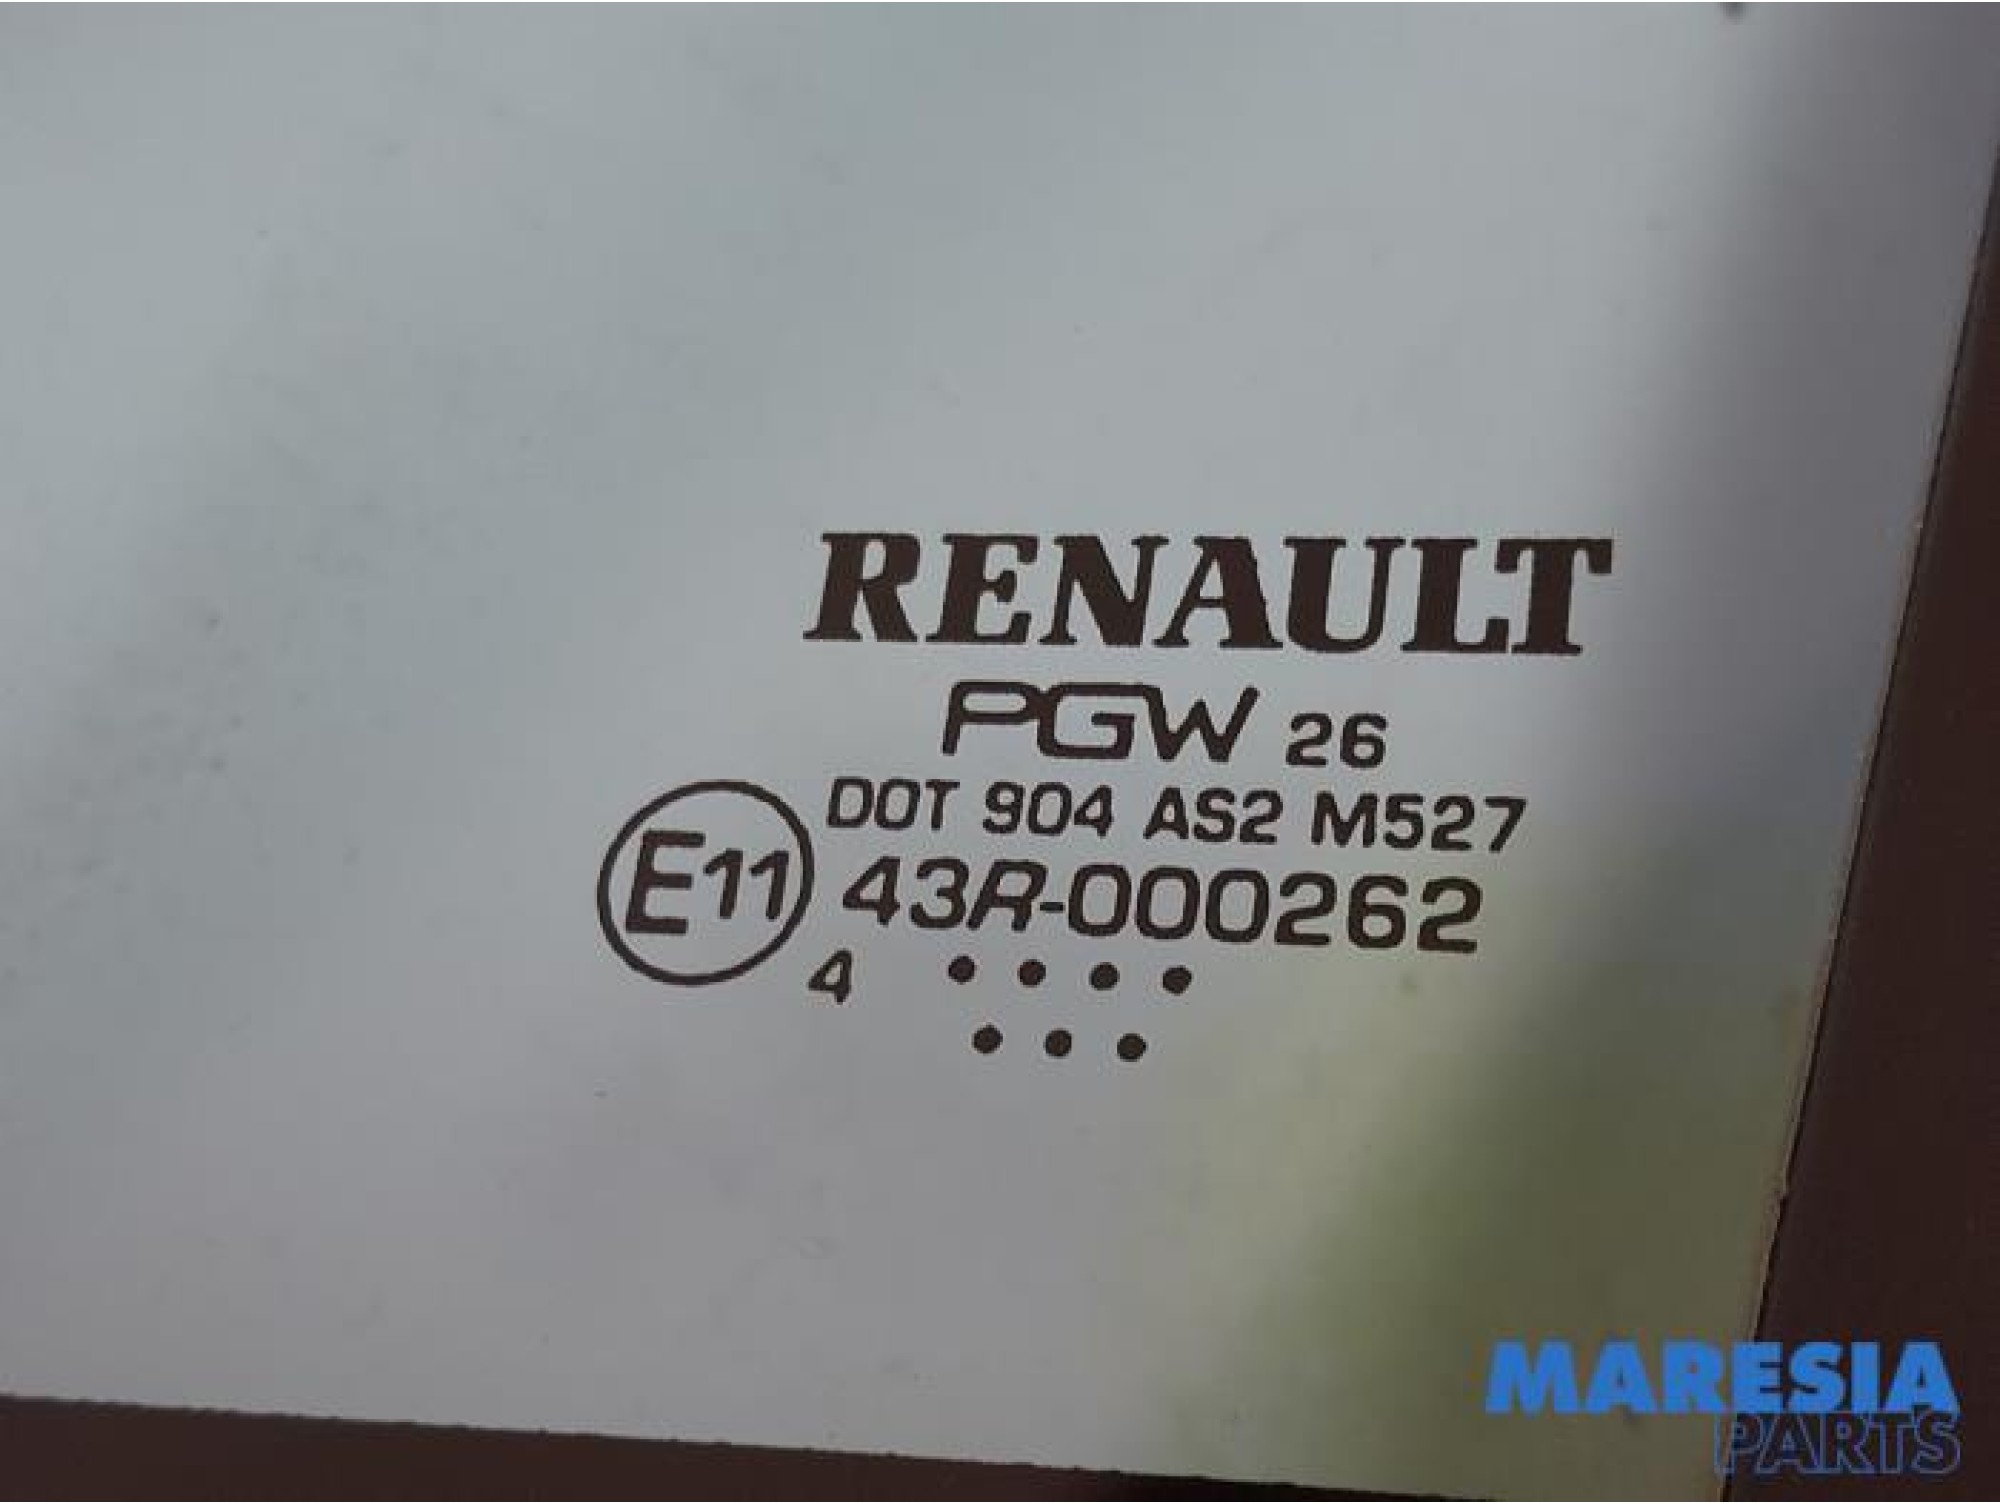 RENAULT
PGW 26
DOT 904 AS2 M527
E11 43R-000262
4 • • • •
• • •
MARESIA
PARTS